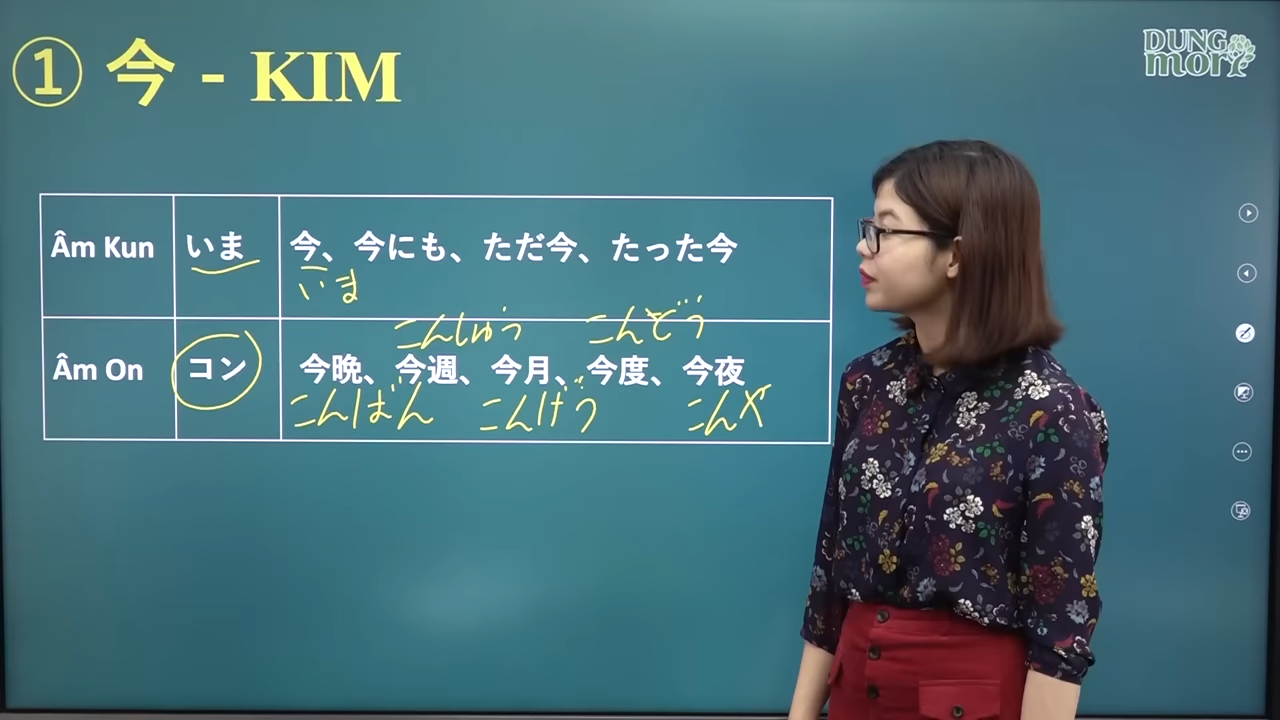 ① 今 - KIM
DUNG
mori
Âm Kun いま 今、今にも、ただ今、たった今
いま
こんしゅう こんどう
Âm On コン 今晩、今週、今月、今度、今夜
こんばん こんげう こんや